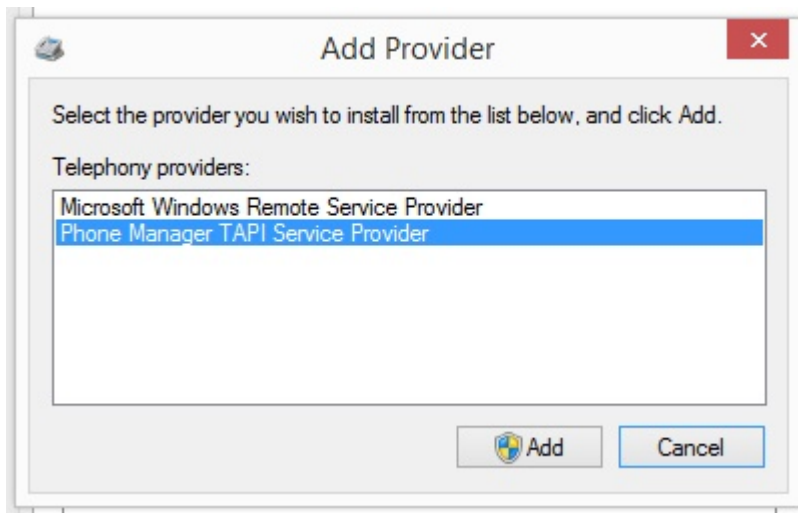 Add Provider
Select the provider you wish to install from the list below, and click Add.
Telephony providers:
Microsoft Windows Remote Service Provider
Phone Manager TAPI Service Provider
Add
Cancel